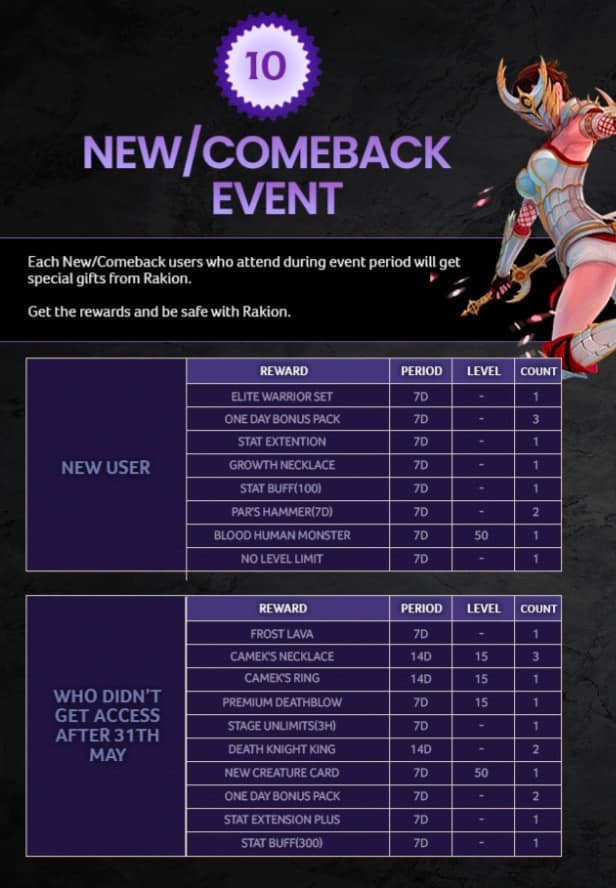 10
NEW/COMEBACK
EVENT
Each New/Comeback users who attend during event period will get
special gifts from Rakion.
Get the rewards and be safe with Rakion.
NEW USER
REWARD PERIOD LEVEL COUNT
ELITE WARRIOR SET 7D - 1
ONE DAY BONUS PACK 7D - 3
STAT EXTENTION 7D - 1
GROWTH NECKLACE 7D - 1
STAT BUFF(100) 7D - 1
PAR'S HAMMER(7D) 7D - 2
BLOOD HUMAN MONSTER 7D 50 1
NO LEVEL LIMIT 7D - 1
WHO DIDN'T
GET ACCESS
AFTER 31TH
MAY
REWARD PERIOD LEVEL COUNT
FROST LAVA 7D - 1
CAMEK'S NECKLACE 14D 15 3
CAMEK'S RING 14D 15 1
PREMIUM DEATHBLOW 7D 15 1
STAGE UNLIMITS(3H) 7D - 1
DEATH KNIGHT KING 14D - 2
NEW CREATURE CARD 7D 50 1
ONE DAY BONUS PACK 7D - 2
STAT EXTENSION PLUS 7D - 1
STAT BUFF(300) 7D - 1